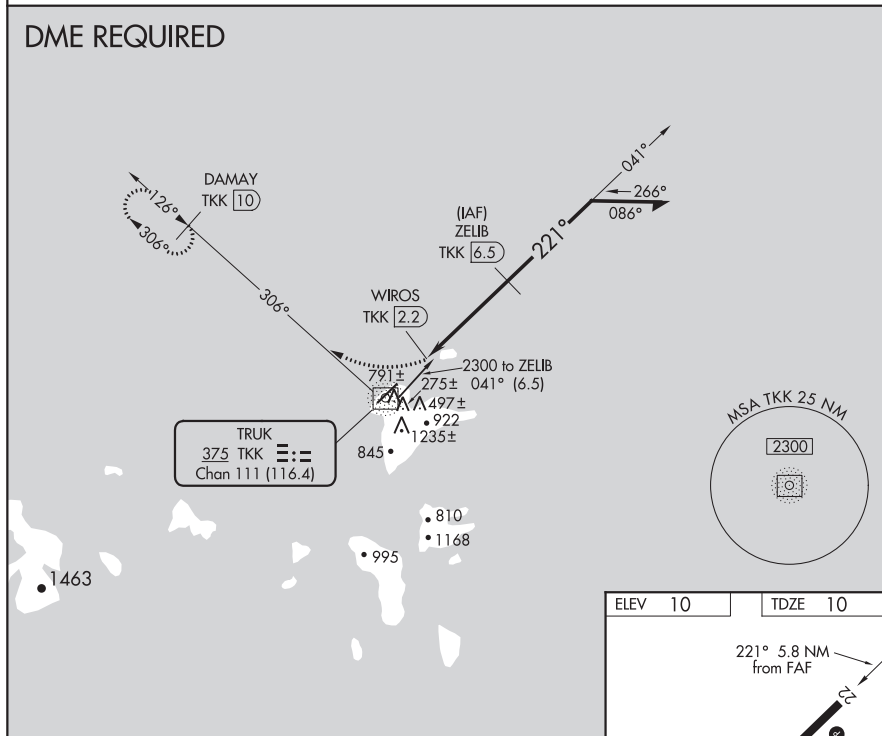 DME REQUIRED
041°
266°
086°
DAMAY
TKK 10
126°
306°
(IAF)
ZELIB
TKK 6.5
221°
306°
WIROS
TKK 2.2
2300 to ZELIB
041° (6.5)
791±
275±
497±
922
1235±
845
TRUK
375 TKK
Chan 111 (116.4)
MSA TKK 25 NM
2300
810
1168
995
1463
ELEV 10
TDZE 10
221° 5.8 NM
from FAF
22